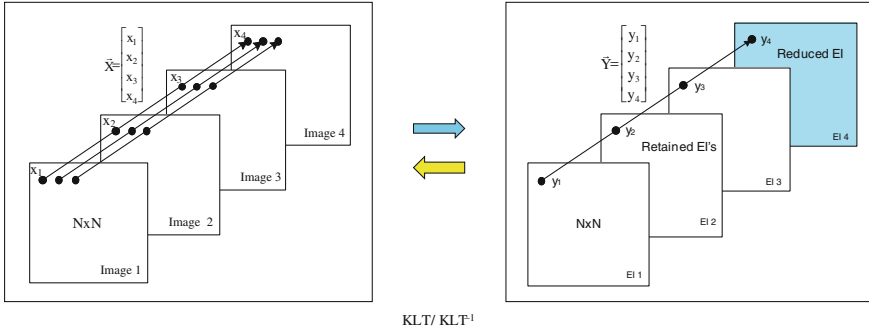 X⃗=
x1
x2
x3
x4
x4
x3
x2
x1
Image 4
Image 3
Image 2
NxN
Image 1
Y⃗=
y1
y2
y3
y4
y4
Reduced EI
y3
EI 4
y2
Retained EI's
EI 3
y1
EI 2
NxN
EI 1
KLT/ KLT-1